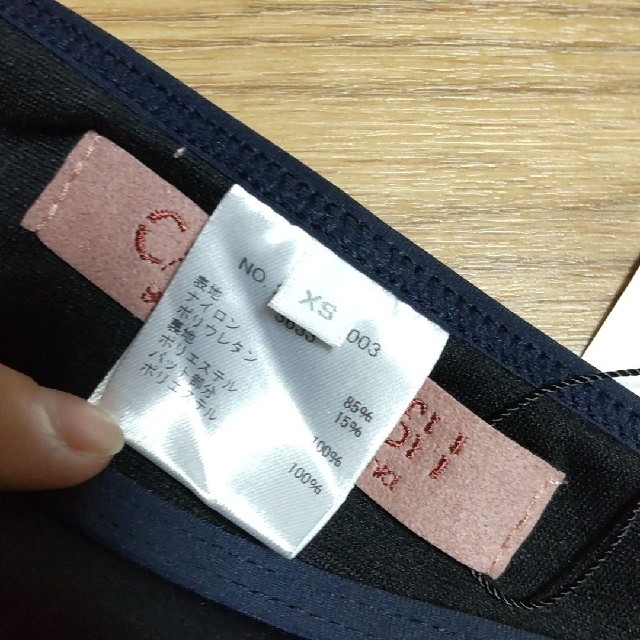 XS
NO
003
表地
ナイロン 85%
ポリウレタン 15%
裏地
ポリエステル 100%
パット部分
ポリエステル 100%